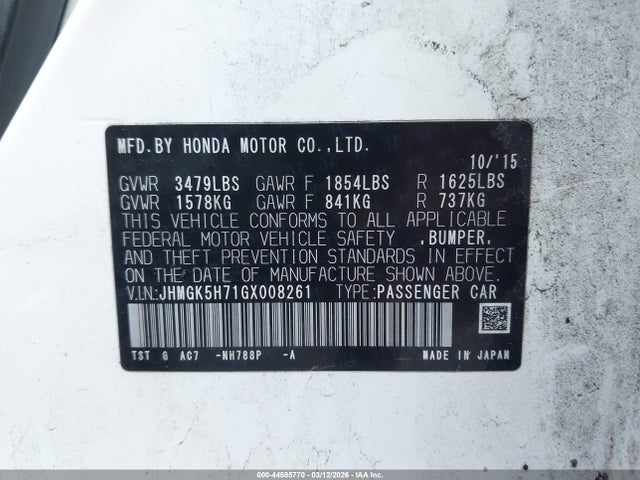 MFD.BY HONDA MOTOR CO.,LTD.
10/'15
GVWR 3479LBS GAWR F 1854LBS R 1625LBS
GVWR 1578KG GAWR F 841KG R 737KG
THIS VEHICLE CONFORMS TO ALL APPLICABLE
FEDERAL MOTOR VEHICLE SAFETY ,BUMPER,
AND THEFT PREVENTION STANDARDS IN EFFECT
ON THE DATE OF MANUFACTURE SHOWN ABOVE.
V.IN:JHMGK5H71GX008261 TYPE:PASSENGER CAR
TST G AC7 -NH788P -A MADE IN JAPAN
000-44585770 - 03/12/2026 - IAA Inc.